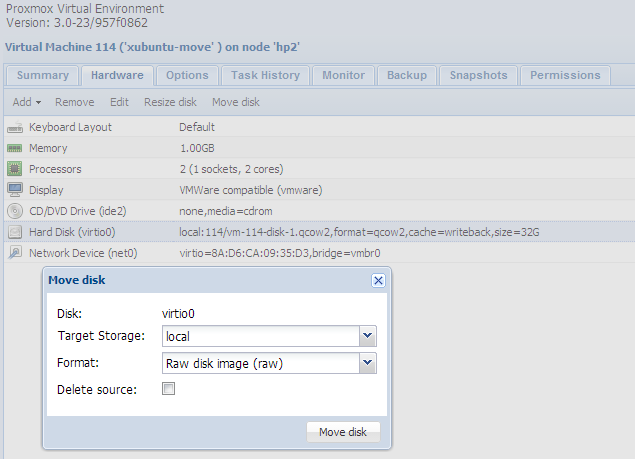 Proxmox Virtual Environment
Version: 3.0-23/957f0862
Virtual Machine 114 ('xubuntu-move' ) on node 'hp2'
Summary Hardware Options Task History Monitor Backup Snapshots Permissions
Add Remove Edit Resize disk Move disk
Keyboard Layout Default
Memory 1.00GB
Processors 2 (1 sockets, 2 cores)
Display VMWare compatible (vmware)
CD/DVD Drive (ide2) none,media=cdrom
Hard Disk (virtio0) local:114/vm-114-disk-1.qcow2,format=qcow2,cache=writeback,size=32G
Network Device (net0) virtio=8A:D6:CA:09:35:D3,bridge=vmbr0
Move disk
Disk: virtio0
Target Storage: local
Format: Raw disk image (raw)
Delete source:
Move disk